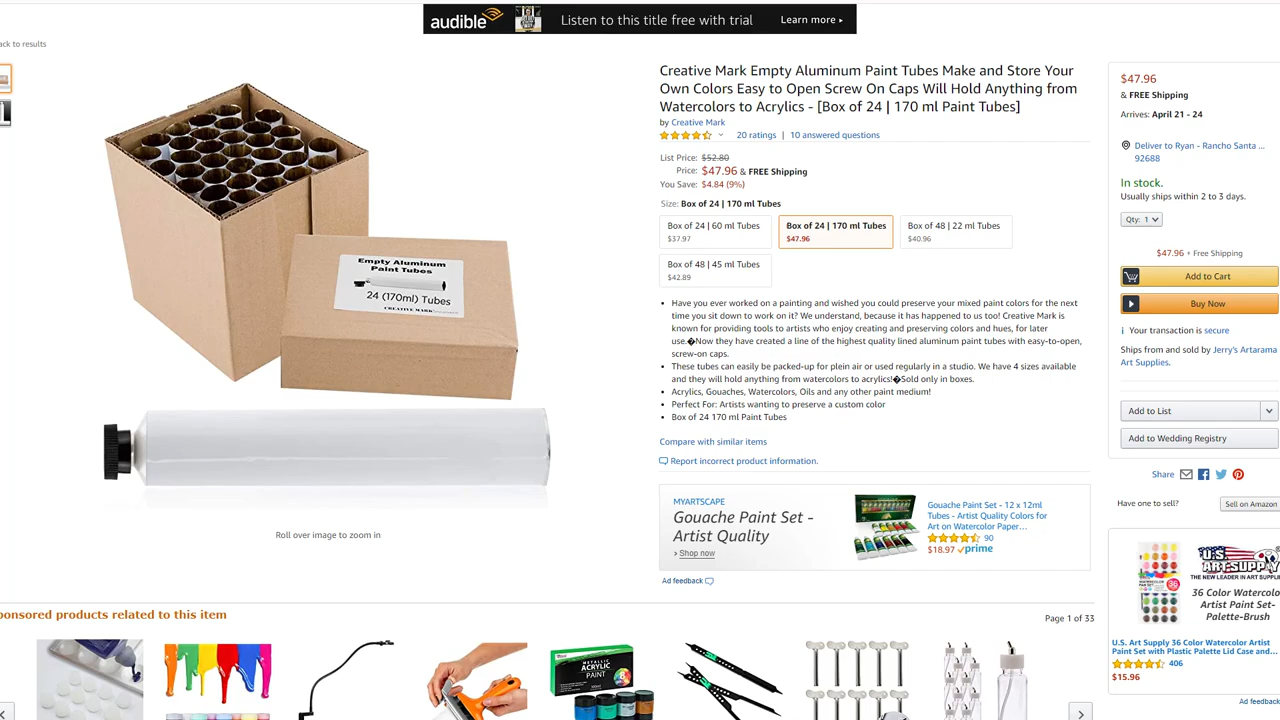 audible
Listen to this title free with trial
Learn more ▸
ack to results
Creative Mark Empty Aluminum Paint Tubes Make and Store Your
Own Colors Easy to Open Screw On Caps Will Hold Anything from
Watercolors to Acrylics - [Box of 24 | 170 ml Paint Tubes]
by Creative Mark
20 ratings | 10 answered questions
List Price: $52.80
Price: $47.96 & FREE Shipping
You Save: $4.84 (9%)
Size: Box of 24 | 170 ml Tubes
Box of 24 | 60 ml Tubes
$37.97
Box of 24 | 170 ml Tubes
$47.96
Box of 48 | 22 ml Tubes
$40.96
Box of 48 | 45 ml Tubes
$42.89
• Have you ever worked on a painting and wished you could preserve your mixed paint colors for the next
time you sit down to work on it? We understand, because it has happened to us too! Creative Mark is
known for providing tools to artists who enjoy creating and preserving colors and hues, for later
use.�Now they have created a line of the highest quality lined aluminum paint tubes with easy-to-open,
screw-on caps.
• These tubes can easily be packed-up for plein air or used regularly in a studio. We have 4 sizes available
and they will hold anything from watercolors to acrylics!�Sold only in boxes.
• Acrylics, Gouaches, Watercolors, Oils and any other paint medium!
• Perfect For: Artists wanting to preserve a custom color
• Box of 24 170 ml Paint Tubes
Compare with similar items
Report incorrect product information.
Empty Aluminum
Paint Tubes
24 (170ml) Tubes
CREATIVE MARK
Roll over image to zoom in
MYARTSCAPE
Gouache Paint Set -
Artist Quality
› Shop now
Gouache Paint Set - 12 x 12ml
Tubes - Artist Quality Colors for
Art on Watercolor Paper…
90
$18.97 prime
Ad feedback
$47.96
& FREE Shipping
Arrives: April 21 - 24
Deliver to Ryan - Rancho Santa ...
92688
In stock.
Usually ships within 2 to 3 days.
Qty: 1
$47.96 + Free Shipping
Add to Cart
Buy Now
Your transaction is secure
Ships from and sold by Jerry's Artarama
Art Supplies.
Add to List
Add to Wedding Registry
Share
Have one to sell?
Sell on Amazon
U.S.
ART SUPPLY
THE NEW LEADER IN ART SUPPLIE
36 Color Waterco
Artist Paint Set-
Palette-Brush
U.S. Art Supply 36 Color Watercolor Artist
Paint Set with Plastic Palette Lid Case and...
406
$15.96
Ad feedback
ponsored products related to this item
Page 1 of 33
METALLIC
ACRYLIC
PAINT